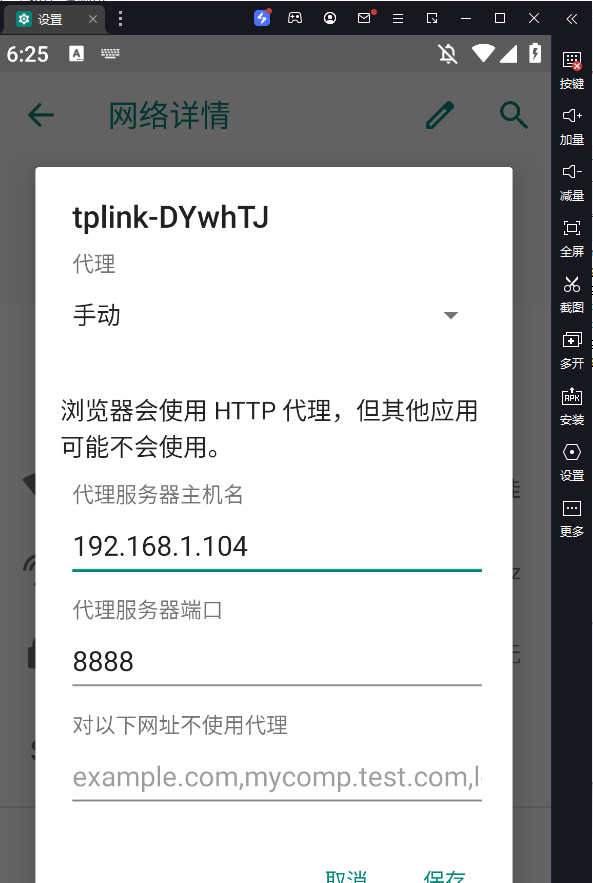 设置
6:25
A
网络详情
tplink-DYwhTJ
代理
手动
浏览器会使用 HTTP 代理，但其他应用
可能不会使用。
代理服务器主机名
192.168.1.104
代理服务器端口
8888
对以下网址不使用代理
example.com,mycomp.test.com,l
取消
保存
z
无
按键
加量
减量
全屏
截图
多开
APK
安装
设置
更多